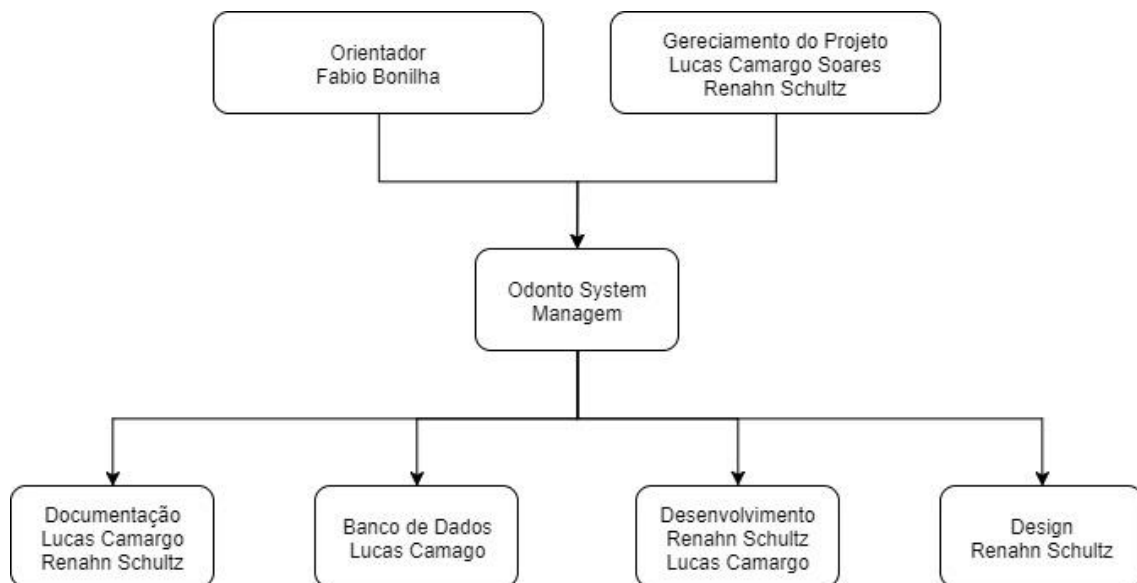 Orientador
Fabio Bonilha
Gereciamento do Projeto
Lucas Camargo Soares
Renahn Schultz
Odonto System
Managem
Documentação
Lucas Camargo
Renahn Schultz
Banco de Dados
Lucas Camago
Desenvolvimento
Renahn Schultz
Lucas Camargo
Design
Renahn Schultz